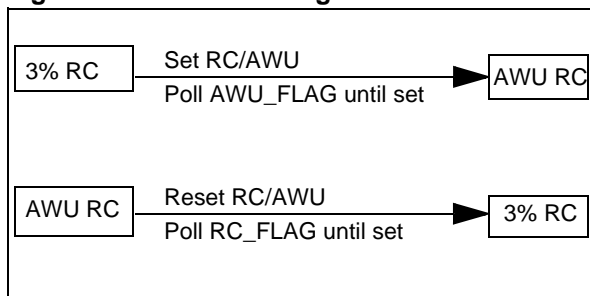 3% RC
Set RC/AWU
Poll AWU_FLAG until set
AWU RC
AWU RC
Reset RC/AWU
Poll RC_FLAG until set
3% RC